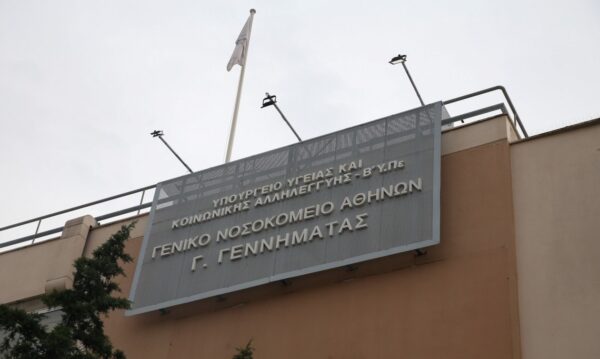 ΥΠΟΥΡΓΕΙΟ ΥΓΕΙΑΣ ΚΑΙ
ΚΟΙΝΩΝΙΚΗΣ ΑΛΛΗΛΕΓΓΥΗΣ - Β´Υ.Πε
ΓΕΝΙΚΟ ΝΟΣΟΚΟΜΕΙΟ ΑΘΗΝΩΝ
Γ. ΓΕΝΝΗΜΑΤΑΣ